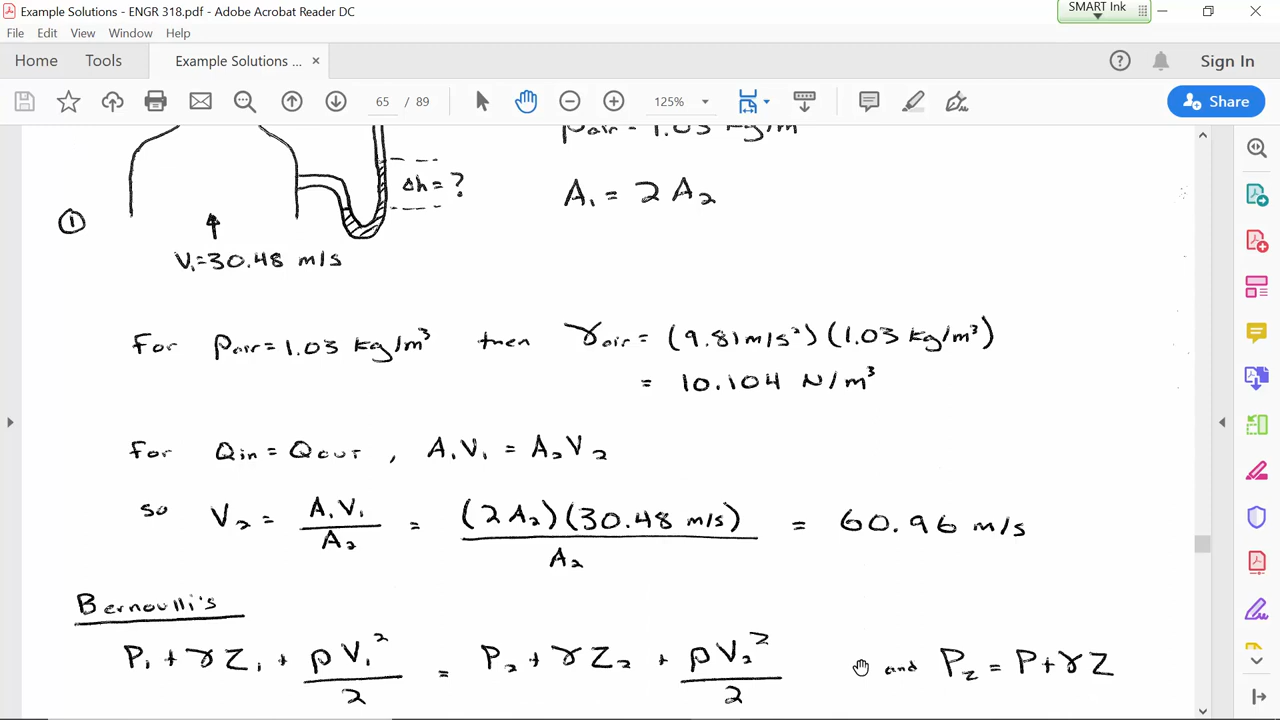 Example Solutions - ENGR 318.pdf - Adobe Acrobat Reader DC
SMART Ink
File Edit View Window Help
Home Tools Example Solutions ... × Sign In
65 / 89 125% Share
ρair = 1.03 kg/m
Δh = ?
A₁ = 2 A₂
①
V₁=30.48 m/s
For ρair = 1.03 kg/m³ then γair = (9.81 m/s²)(1.03 kg/m³)
= 10.104 N/m³
For Qin = Qout , A₁V₁ = A₂V₂
so V₂ = A₁V₁ / A₂ = (2A₂)(30.48 m/s) / A₂ = 60.96 m/s
Bernoulli's
P₁ + γZ₁ + ρV₁² / 2 = P₂ + γZ₂ + ρV₂² / 2 and Pz = P+γZ